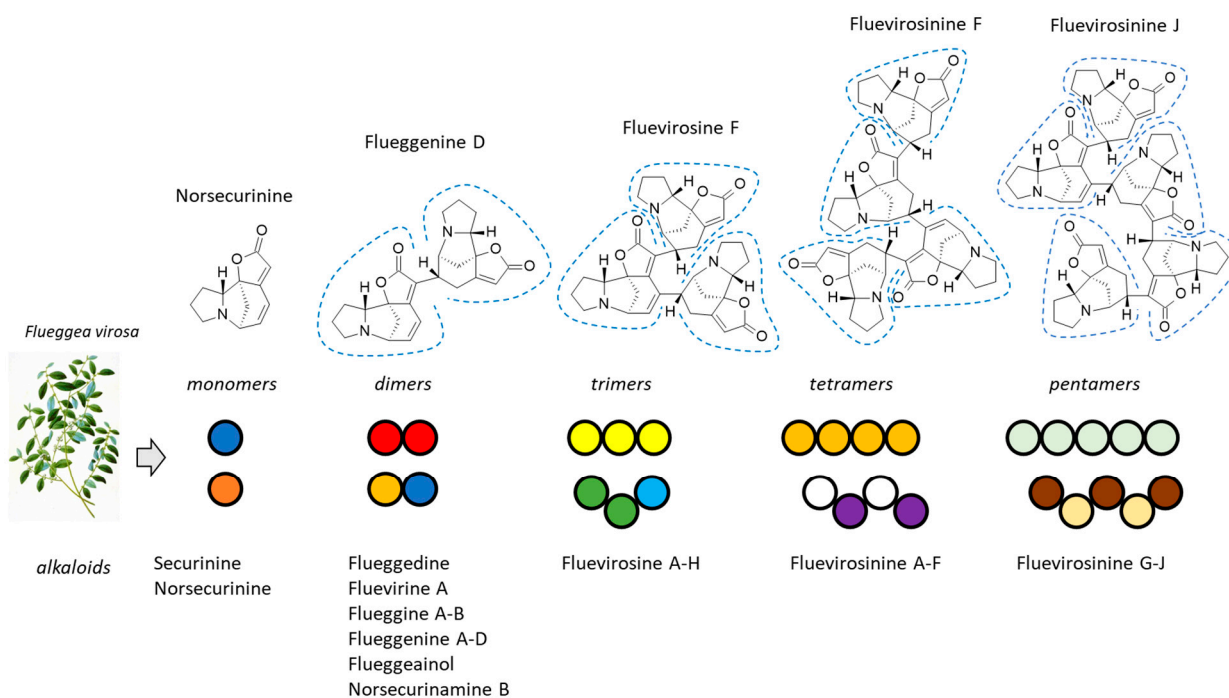 Fluevirosinine F
Fluevirosinine J
Fluevirosine F
Flueggenine D
Norsecurinine
Flueggea virosa
O O H N
O O H N H N O O H
H N O O H O O N H O O H N H
H O O N H O O H N H H O O N H N O O H
H O O N H O O H N H H N O O H O O N H N O O H
monomers
dimers
trimers
tetramers
pentamers
alkaloids
Securinine
Norsecurinine
Flueggedine
Fluevirine A
Flueggine A-B
Flueggenine A-D
Flueggeainol
Norsecurinamine B
Fluevirosine A-H
Fluevirosinine A-F
Fluevirosinine G-J